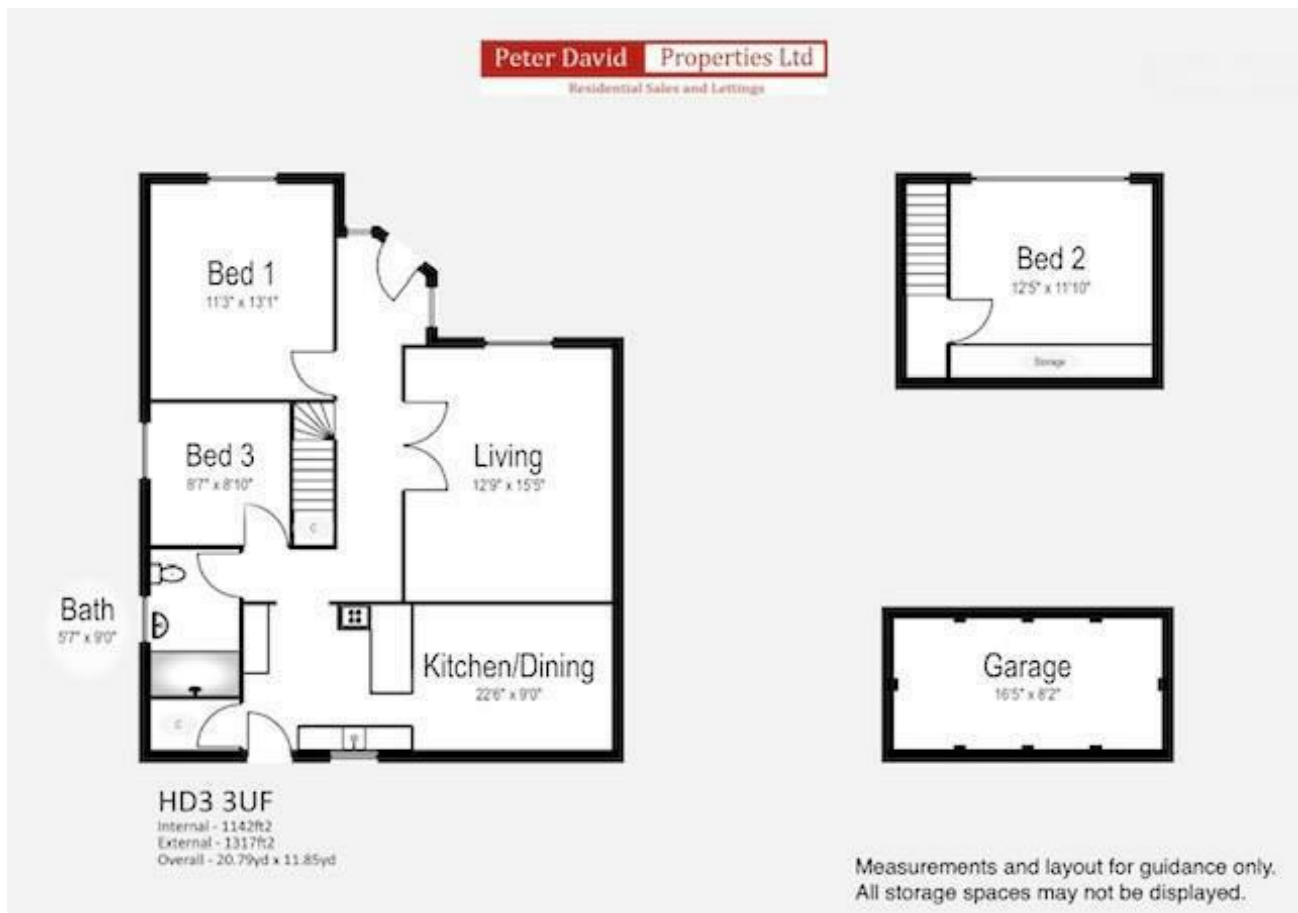 Peter David Properties Ltd
Residential Sales and Lettings
Bed 1
11'3" x 13'1"
Bed 2
12'5" x 11'10"
Storage
Bed 3
8'7" x 8'10"
C
Living
12'9" x 15'5"
Bath
5'7" x 9'0"
Kitchen/Dining
22'6" x 9'0"
C
Garage
16'5" x 8'2"
HD3 3UF
Internal - 1142ft2
External - 1317ft2
Overall - 20.79yd x 11.85yd
Measurements and layout for guidance only.
All storage spaces may not be displayed.